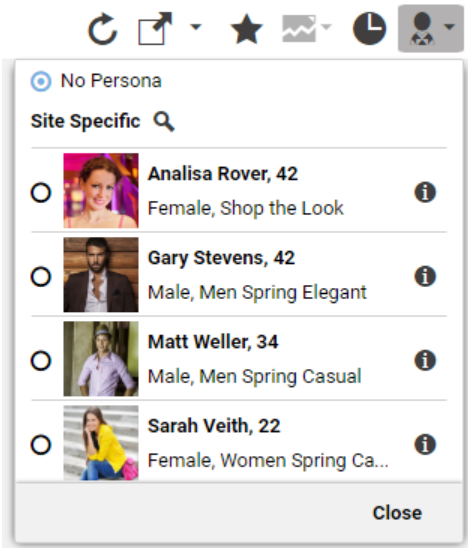 No Persona
Site Specific
Analisa Rover, 42
Female, Shop the Look
Gary Stevens, 42
Male, Men Spring Elegant
Matt Weller, 34
Male, Men Spring Casual
Sarah Veith, 22
Female, Women Spring Ca...
Close